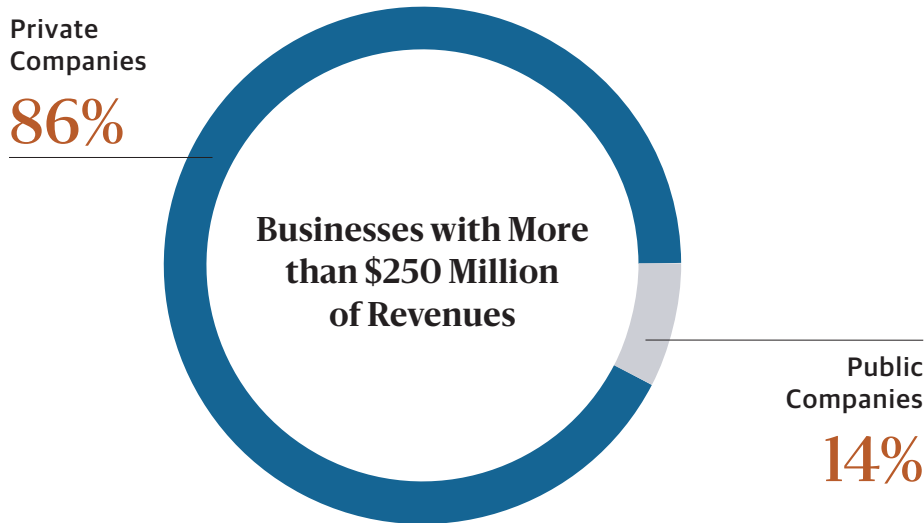 Private
Companies
86%
Businesses with More
than $250 Million
of Revenues
Public
Companies
14%